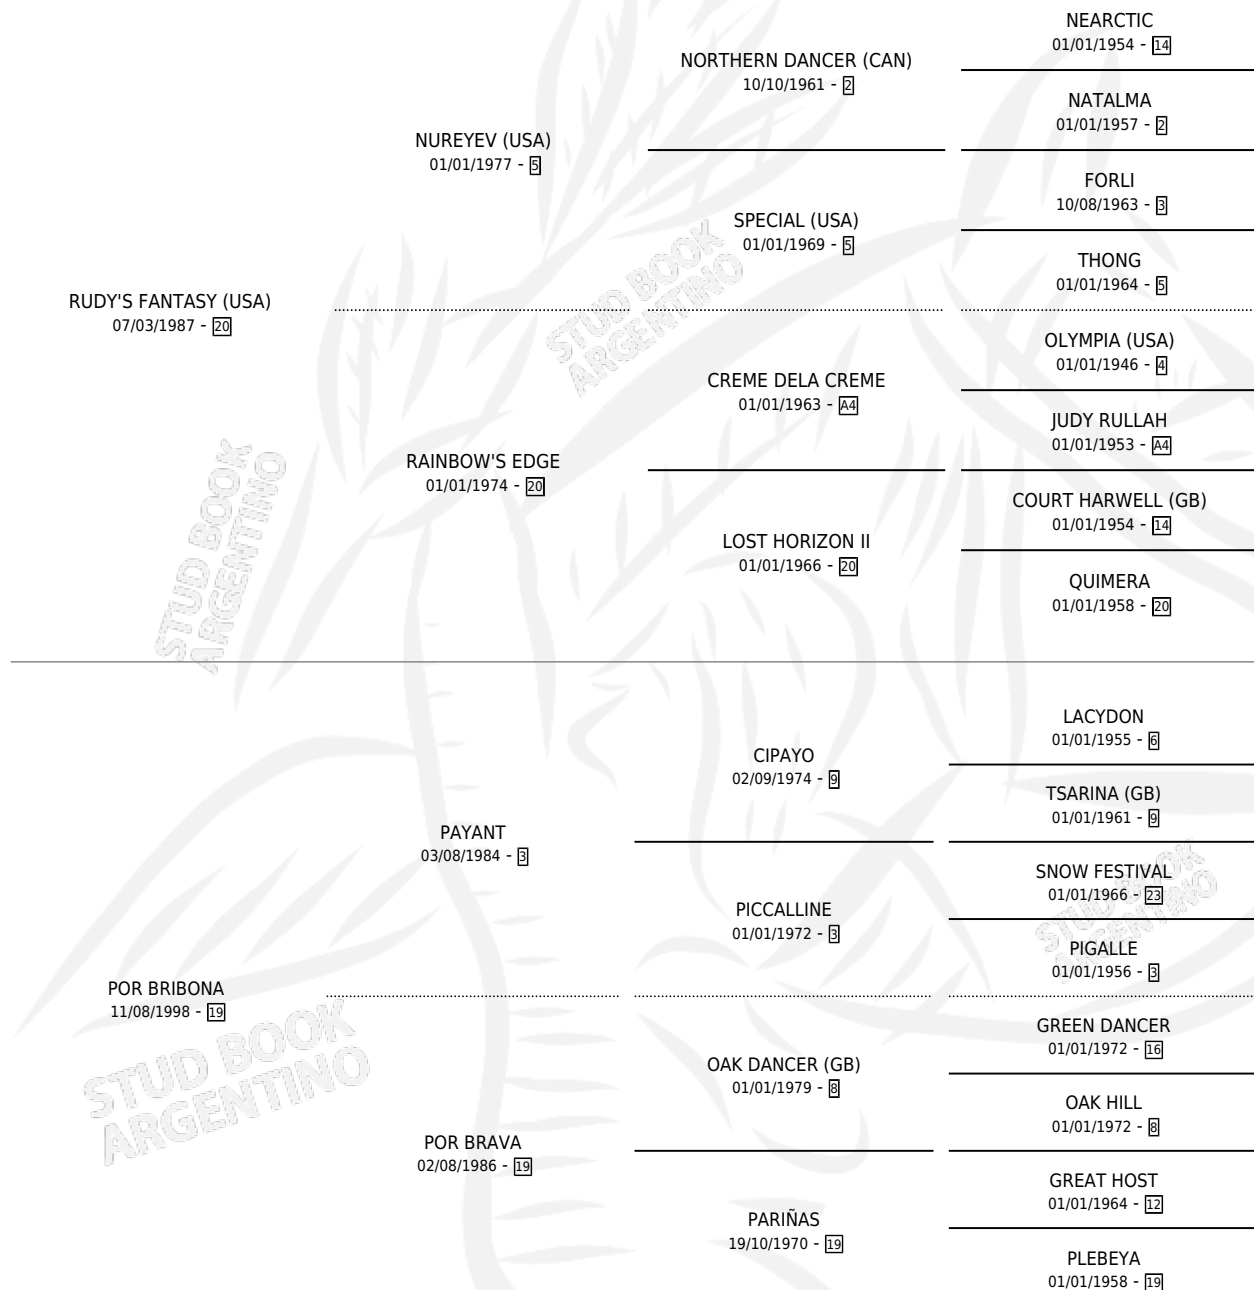 NEARCTIC
01/01/1954 - 14
NORTHERN DANCER (CAN)
10/10/1961 - 2
NATALMA
01/01/1957 - 2
NUREYEV (USA)
01/01/1977 - 5
FORLI
10/08/1963 - 3
SPECIAL (USA)
01/01/1969 - 5
THONG
01/01/1964 - 5
RUDY'S FANTASY (USA)
07/03/1987 - 20
OLYMPIA (USA)
01/01/1946 - 4
CREME DELA CREME
01/01/1963 - A4
JUDY RULLAH
01/01/1953 - A4
RAINBOW'S EDGE
01/01/1974 - 20
COURT HARWELL (GB)
01/01/1954 - 14
LOST HORIZON II
01/01/1966 - 20
QUIMERA
01/01/1958 - 20
LACYDON
01/01/1955 - 6
CIPAYO
02/09/1974 - 9
TSARINA (GB)
01/01/1961 - 9
PAYANT
03/08/1984 - 3
SNOW FESTIVAL
01/01/1966 - 23
PICCALLINE
01/01/1972 - 3
PIGALLE
01/01/1956 - 3
POR BRIBONA
11/08/1998 - 19
GREEN DANCER
01/01/1972 - 16
OAK DANCER (GB)
01/01/1979 - 8
OAK HILL
01/01/1972 - 8
POR BRAVA
02/08/1986 - 19
GREAT HOST
01/01/1964 - 12
PARIÑAS
19/10/1970 - 19
PLEBEYA
01/01/1958 - 19
STUD BOOK
ARGENTINO
STUD BOOK
ARGENTINO
STUD BOOK
ARGENTINO
STUD BOOK
ARGENTINO